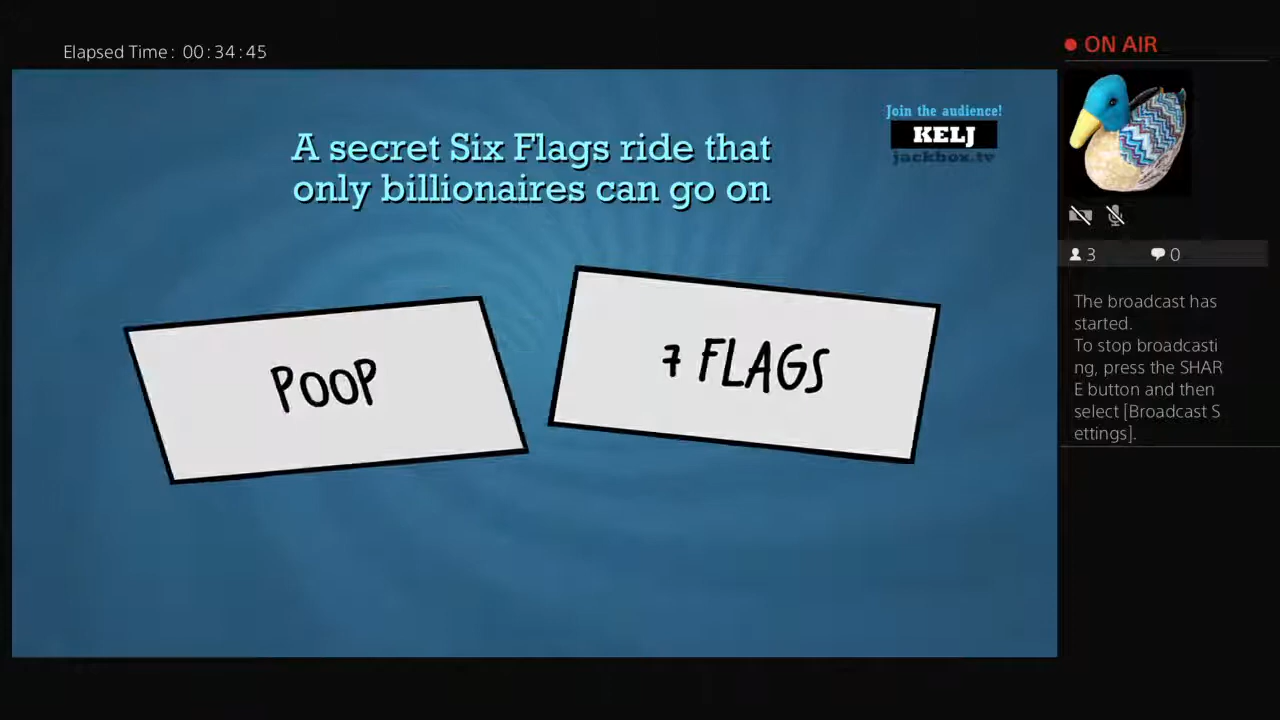 Elapsed Time: 00:34:45
ON AIR
Join the audience!
KELJ
jackbox.tv
A secret Six Flags ride that
only billionaires can go on
POOP
7 FLAGS
3
0
The broadcast has
started.
To stop broadcasti
ng, press the SHAR
E button and then
select [Broadcast S
ettings].